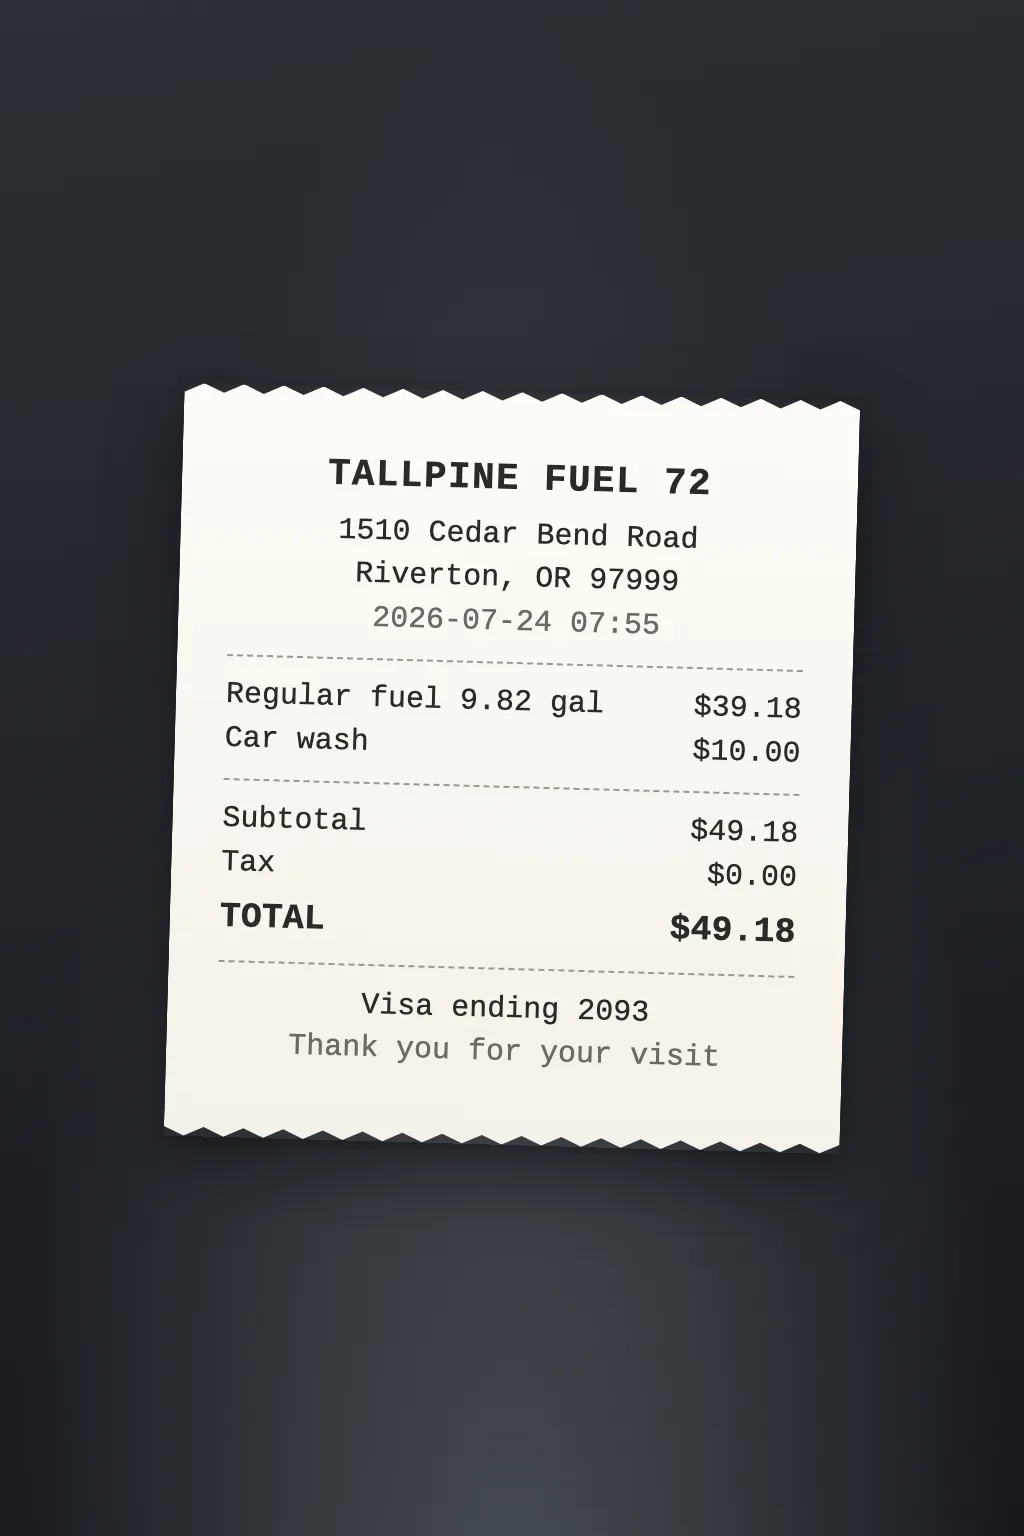 TALLPINE FUEL 72
1510 Cedar Bend Road
Riverton, OR 97999
2026-07-24 07:55
Regular fuel 9.82 gal $39.18
Car wash $10.00
Subtotal $49.18
Tax $0.00
TOTAL $49.18
Visa ending 2093
Thank you for your visit